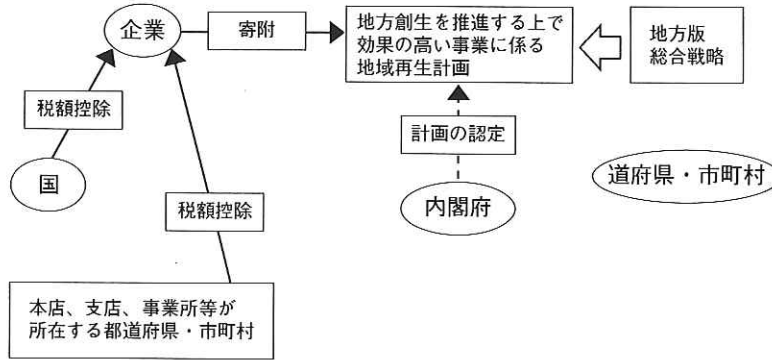 企業
寄附
地方創生を推進する上で
効果の高い事業に係る
地域再生計画
地方版
総合戦略
税額控除
計画の認定
国
税額控除
内閣府
道府県・市町村
本店、支店、事業所等が
所在する都道府県・市町村